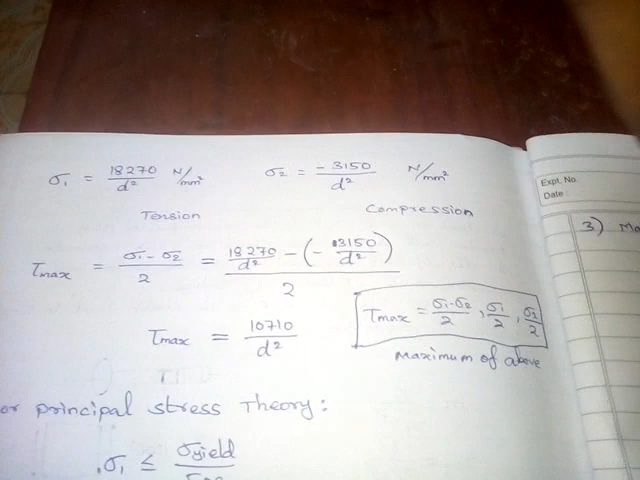 σ1 = 18270/d² N/mm² σ2 = -3150/d² N/mm²
Tension Compression
τmax = σ1-σ2/2 = 18270/d² - (-3150/d²)/2
τmax = 10710/d²
τmax = σ1-σ2/2, σ1/2, σ2/2
Maximum of above
or principal stress Theory:
σ1 ≤ σyield/
Expt. No.
Date
3)